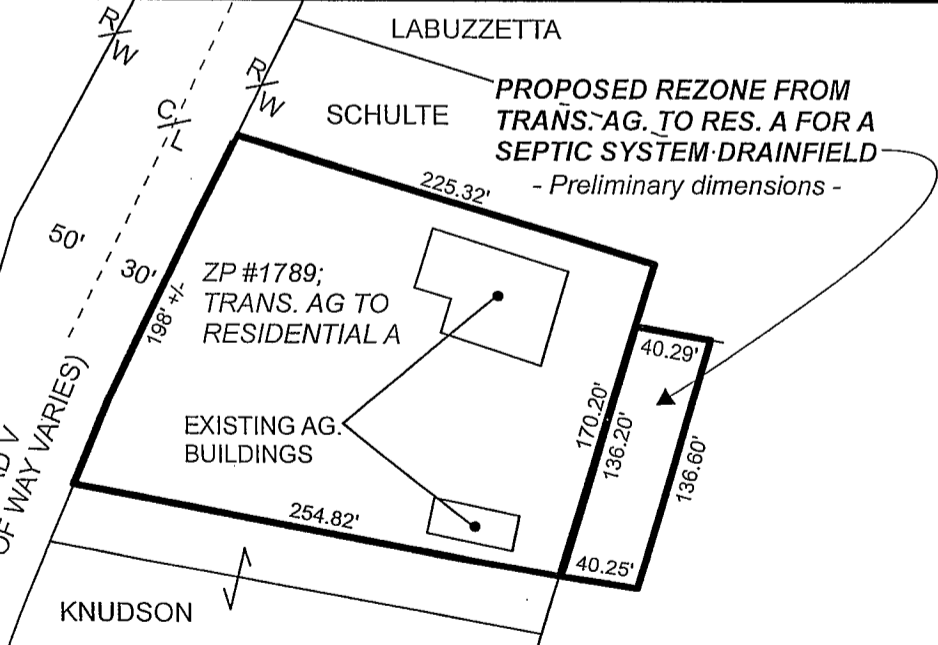 LABUZZETTA
R/W
R/W
C/L
SCHULTE
PROPOSED REZONE FROM
TRANS. AG. TO RES. A FOR A
SEPTIC SYSTEM DRAINFIELD
- Preliminary dimensions -
225.32'
50'
30'
198' +/-
ZP #1789;
TRANS. AG TO
RESIDENTIAL A
40.29'
170.20'
136.20'
136.60'
EXISTING AG.
BUILDINGS
254.82'
40.25'
OF WAY VARIES)
KNUDSON